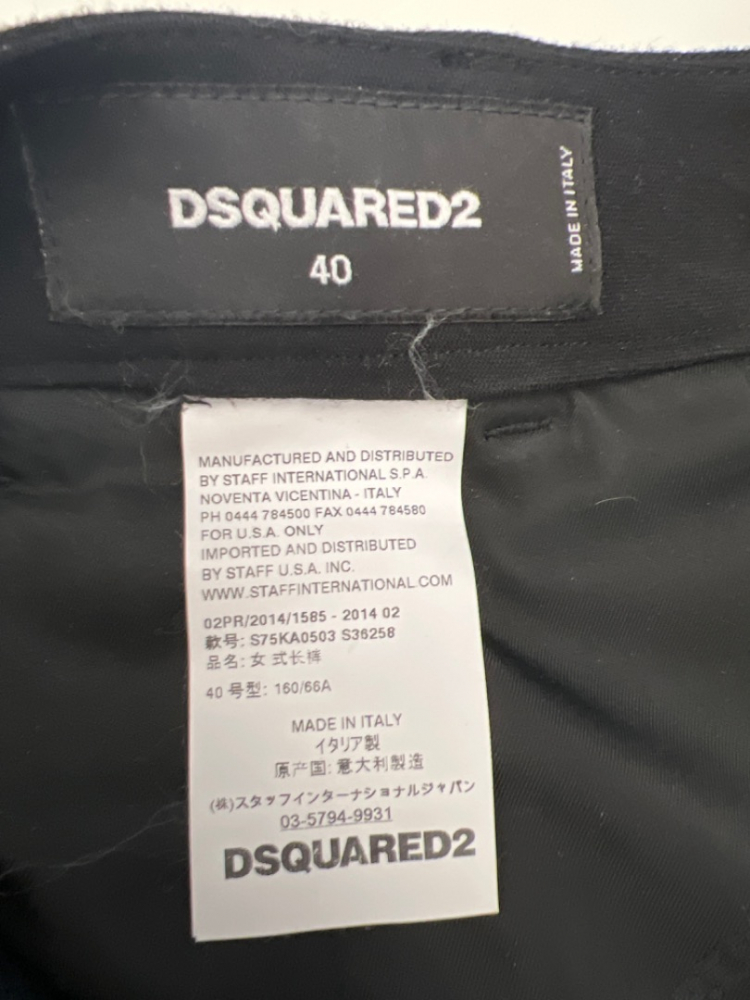 DSQUARED2
40
MADE IN ITALY
MANUFACTURED AND DISTRIBUTED
BY STAFF INTERNATIONAL S.P.A.
NOVENTA VICENTINA - ITALY
PH 0444 784500 FAX 0444 784580
FOR U.S.A. ONLY
IMPORTED AND DISTRIBUTED
BY STAFF U.S.A. INC.
WWW.STAFFINTERNATIONAL.COM
02PR/2014/1585 - 2014 02
款号: S75KA0503 S36258
品名: 女 式长裤
40 号型: 160/66A
MADE IN ITALY
イタリア製
原产国: 意大利製造
(株)スタッフインターナショナルジャパン
03-5794-9931
DSQUARED2